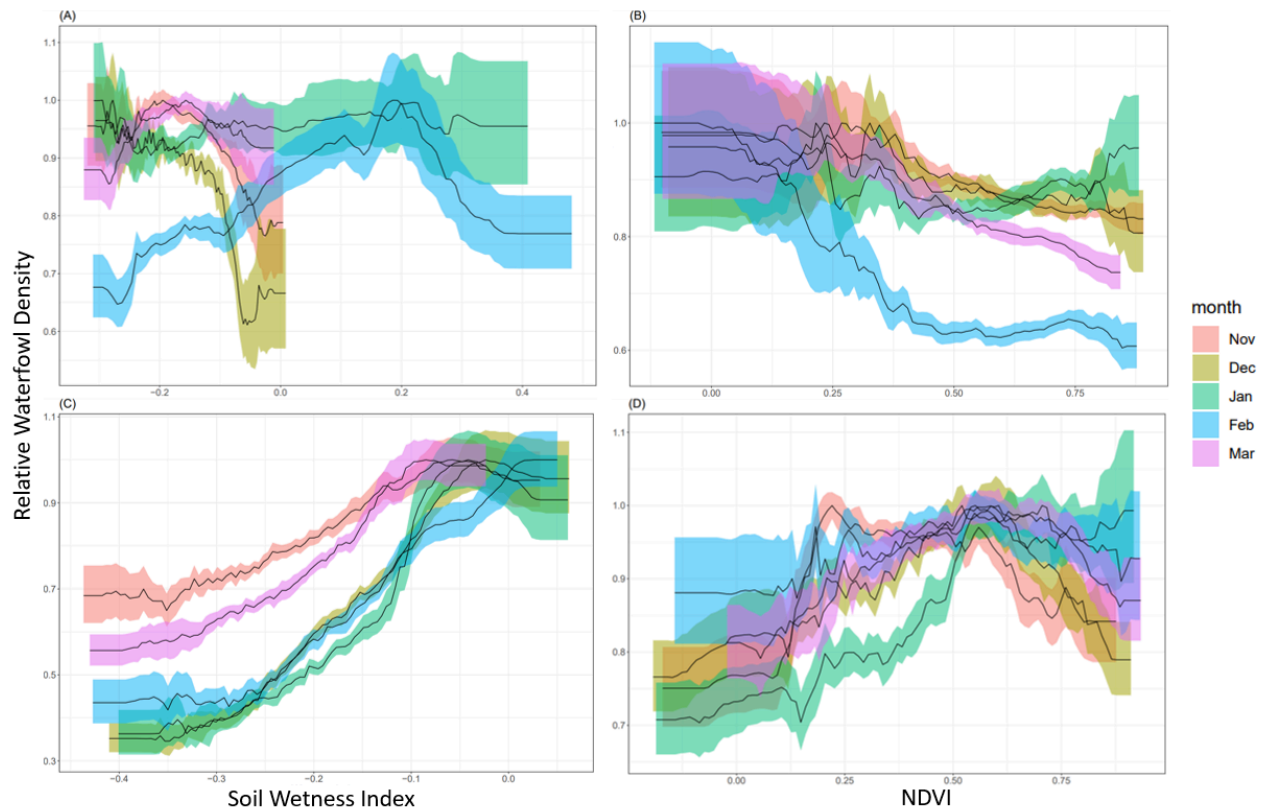 (A)
(B)
1.1
1.0
0.9
0.8
0.7
0.6
−0.2
0.0
0.2
0.4
1.0
0.8
0.6
0.00
0.25
0.50
0.75
(C)
(D)
1.1
0.9
0.7
0.5
0.3
−0.4
−0.3
−0.2
−0.1
0.0
1.1
1.0
0.9
0.8
0.7
0.00
0.25
0.50
0.75
Relative Waterfowl Density
Soil Wetness Index
NDVI
month
Nov
Dec
Jan
Feb
Mar